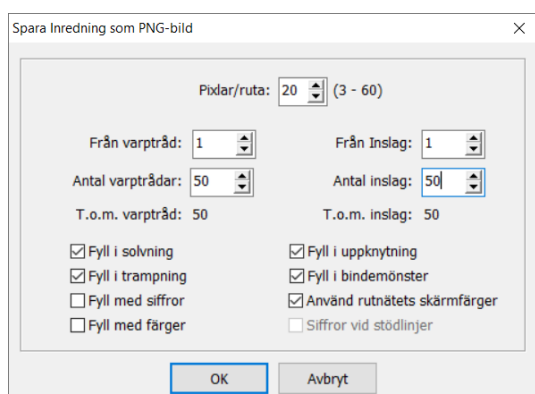 Spara Inredning som PNG-bild
Pixlar/ruta: 20 (3 - 60)
Från varptråd: 1 Från Inslag: 1
Antal varptrådar: 50 Antal inslag: 50
T.o.m. varptråd: 50 T.o.m. inslag: 50
Fyll i solvning Fyll i uppknytning
Fyll i trampning Fyll i bindemönster
Fyll med siffror Använd rutnätets skärmfärger
Fyll med färger Siffror vid stödlinjer
OK Avbryt